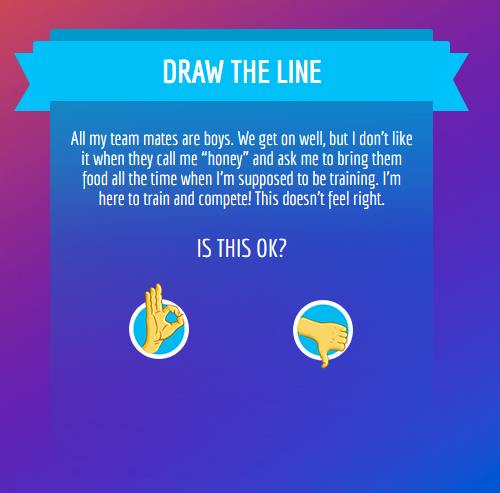 DRAW THE LINE
All my team mates are boys. We get on well, but I don't like
it when they call me “honey” and ask me to bring them
food all the time when I'm supposed to be training. I'm
here to train and compete! This doesn't feel right.
IS THIS OK?